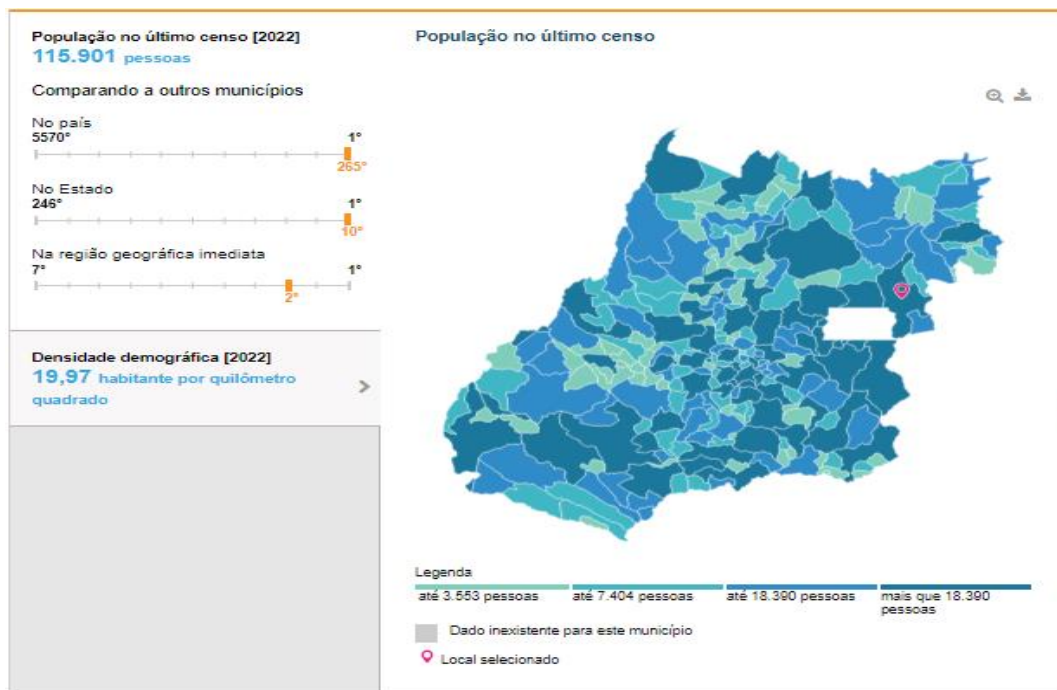 População no último censo [2022]
115.901 pessoas
Comparando a outros municípios
No país
5570° 1°
265°
No Estado
246° 1°
10°
Na região geográfica imediata
7° 1°
2°
Densidade demográfica [2022]
19,97 habitante por quilômetro
quadrado
População no último censo
Legenda
até 3.553 pessoas até 7.404 pessoas até 18.390 pessoas mais que 18.390
pessoas
Dado inexistente para este município
Local selecionado